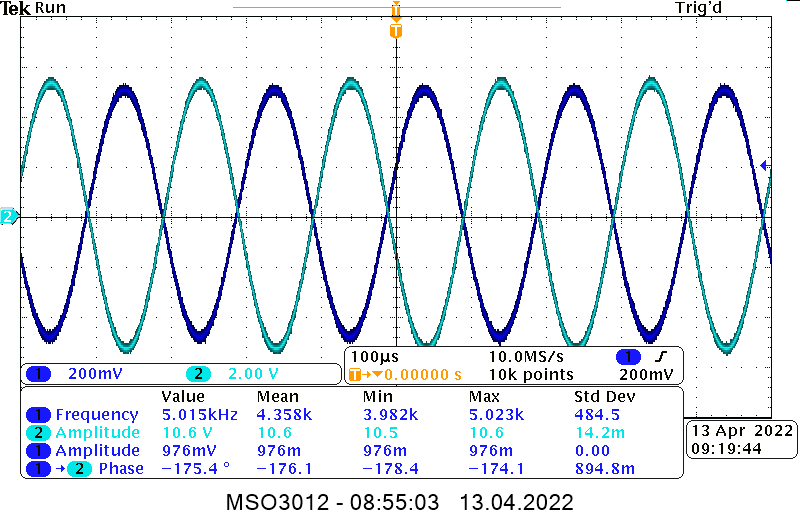 Tek Run Trig'd
T
T
2
1 200mV 2 2.00 V
100µs 10.0MS/s 1
T→▼0.00000 s 10k points 200mV
Value Mean Min Max Std Dev
1 Frequency 5.015kHz 4.358k 3.982k 5.023k 484.5
2 Amplitude 10.6 V 10.6 10.5 10.6 14.2m
1 Amplitude 976mV 976m 976m 976m 0.00
1 → 2 Phase −175.4 ° −176.1 −178.4 −174.1 894.8m
13 Apr 2022
09:19:44
MSO3012 - 08:55:03 13.04.2022